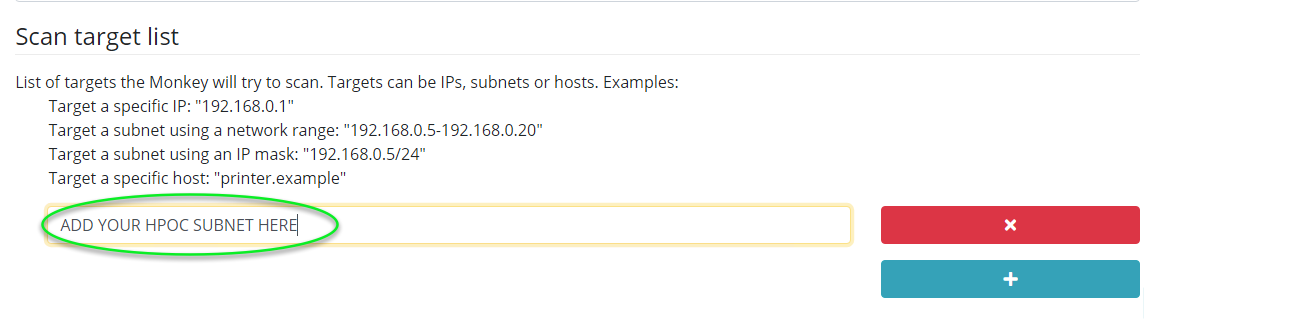 Scan target list
List of targets the Monkey will try to scan. Targets can be IPs, subnets or hosts. Examples:
Target a specific IP: "192.168.0.1"
Target a subnet using a network range: "192.168.0.5-192.168.0.20"
Target a subnet using an IP mask: "192.168.0.5/24"
Target a specific host: "printer.example"
ADD YOUR HPOC SUBNET HERE